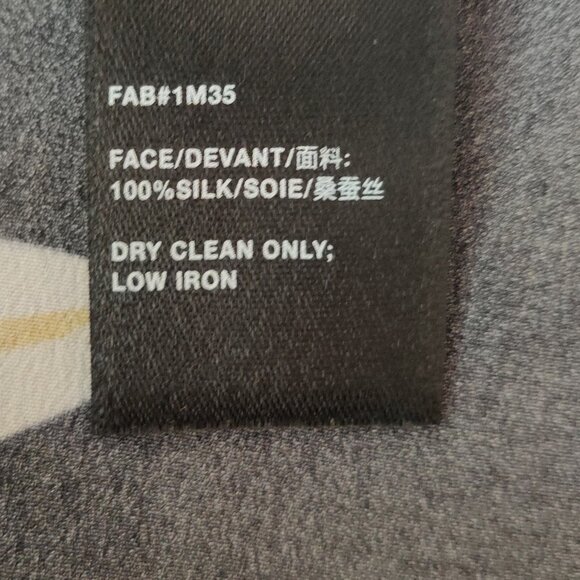 FAB#1M35
FACE/DEVANT/面料:
100%SILK/SOIE/桑蚕丝
DRY CLEAN ONLY;
LOW IRON